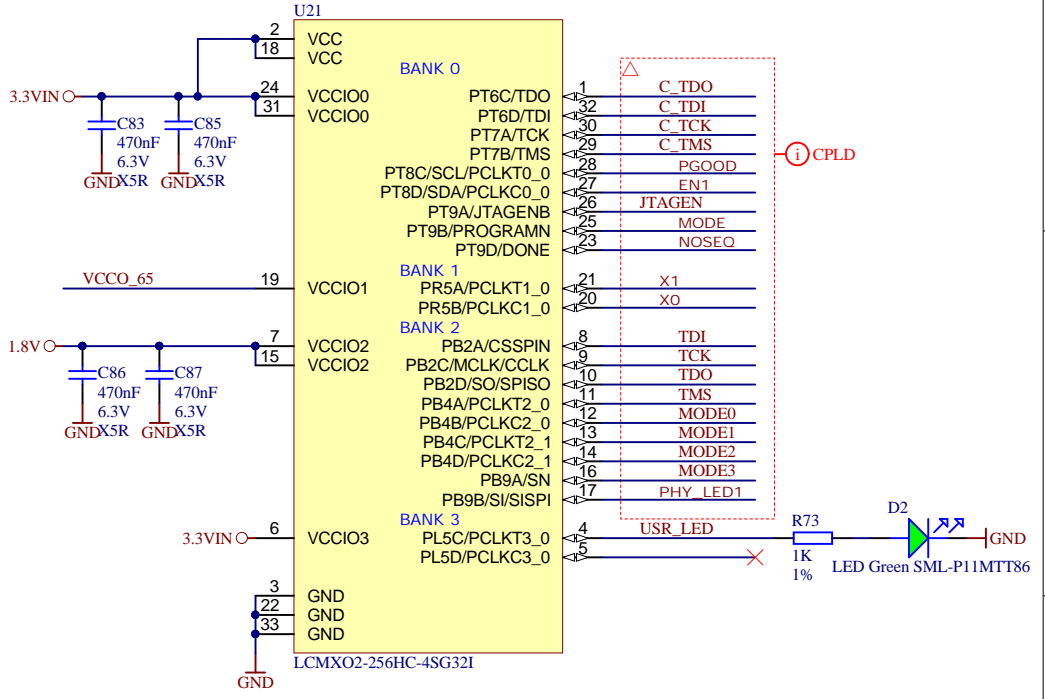 U21
2 VCC
18 VCC
BANK 0
3.3VIN 24 VCCIO0 PT6C/TDO 1 C_TDO
31 VCCIO0 PT6D/TDI 32 C_TDI
C83 C85 PT7A/TCK 30 C_TCK
470nF 470nF PT7B/TMS 29 C_TMS
6.3V 6.3V PT8C/SCL/PCLKT0_0 28 PGOOD
GND X5R GND X5R PT8D/SDA/PCLKC0_0 27 EN1
PT9A/JTAGENB 26 JTAGEN
PT9B/PROGRAMN 25 MODE
PT9D/DONE 23 NOSEQ
i CPLD
BANK 1
VCCO_65 19 VCCIO1 PR5A/PCLKT1_0 21 X1
PR5B/PCLKC1_0 20 X0
BANK 2
1.8V 7 VCCIO2 PB2A/CSSPIN 8 TDI
15 VCCIO2 PB2C/MCLK/CCLK 9 TCK
C86 C87 PB2D/SO/SPISO 10 TDO
470nF 470nF PB4A/PCLKT2_0 11 TMS
6.3V 6.3V PB4B/PCLKC2_0 12 MODE0
GND X5R GND X5R PB4C/PCLKT2_1 13 MODE1
PB4D/PCLKC2_1 14 MODE2
PB9A/SN 16 MODE3
PB9B/SI/SISPI 17 PHY_LED1
BANK 3
3.3VIN 6 VCCIO3 PL5C/PCLKT3_0 4 USR_LED R73 D2 GND
PL5D/PCLKC3_0 5
1K
1%
LED Green SML-P11MTT86
3 GND
22 GND
33 GND
LCMXO2-256HC-4SG32I
GND